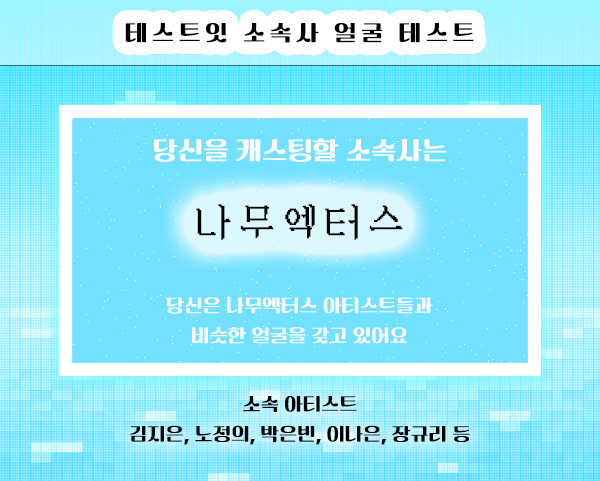 테스트잇 소속사 얼굴 테스트
당신을 캐스팅할 소속사는
나무엑터스
당신은 나무엑터스 아티스트들과
비슷한 얼굴을 갖고 있어요
소속 아티스트
김지은, 노정의, 박은빈, 이나은, 장규리 등